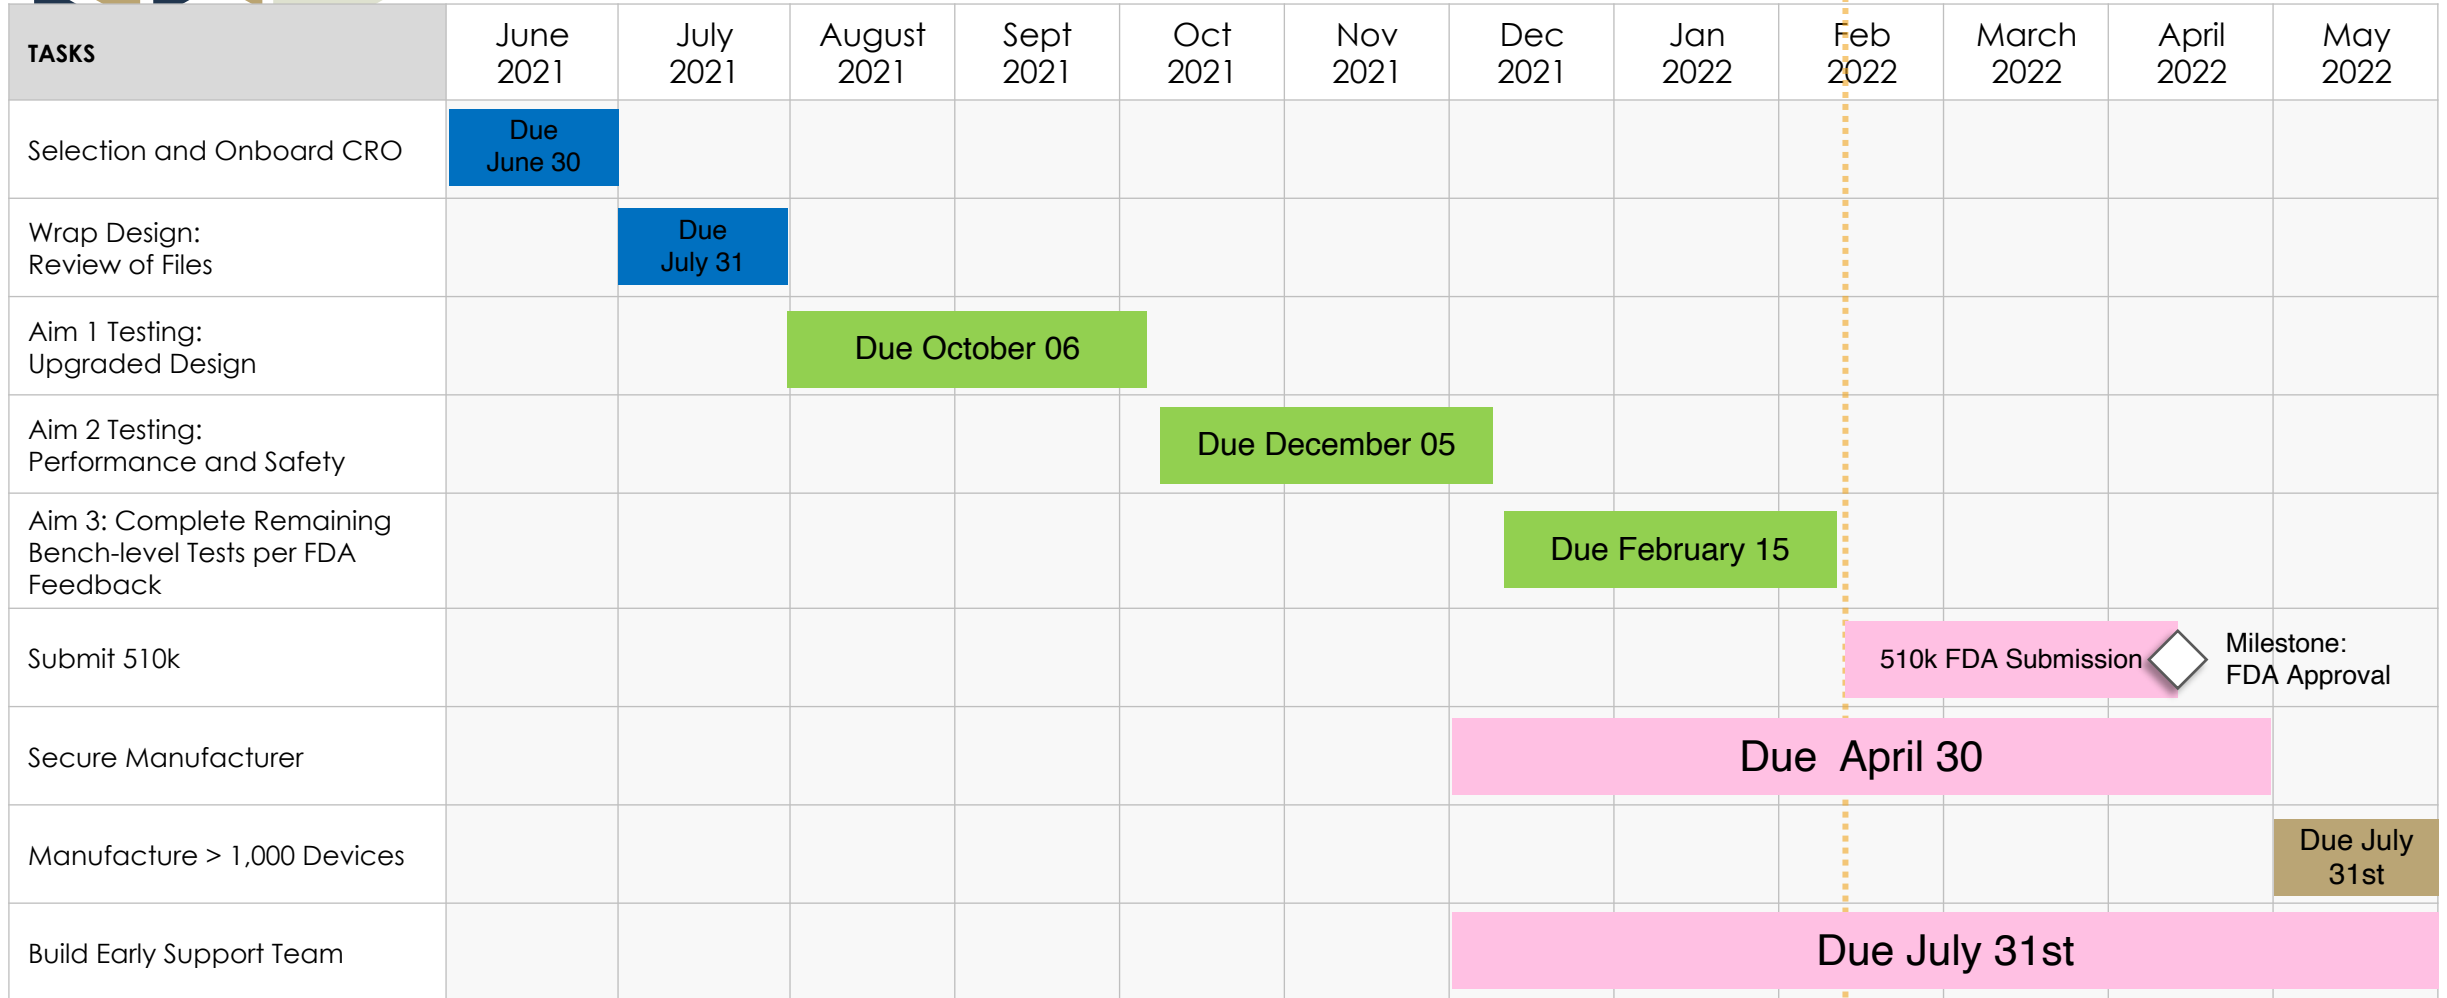 TASKS
June
2021
July
2021
August
2021
Sept
2021
Oct
2021
Nov
2021
Dec
2021
Jan
2022
Feb
2022
March
2022
April
2022
May
2022
Selection and Onboard CRO
Due
June 30
Wrap Design:
Review of Files
Due
July 31
Aim 1 Testing:
Upgraded Design
Due October 06
Aim 2 Testing:
Performance and Safety
Due December 05
Aim 3: Complete Remaining
Bench-level Tests per FDA
Feedback
Due February 15
Submit 510k
510k FDA Submission
Milestone:
FDA Approval
Secure Manufacturer
Due April 30
Manufacture > 1,000 Devices
Due July
31st
Build Early Support Team
Due July 31st